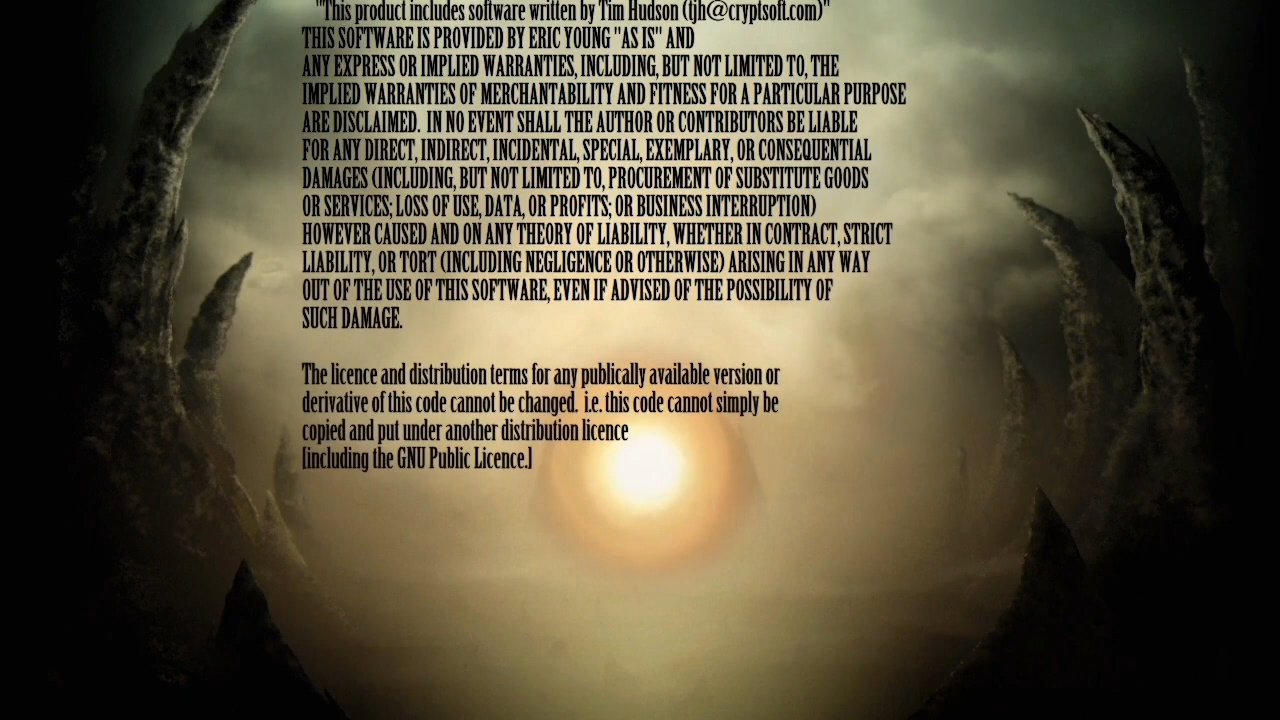 "This product includes software written by Tim Hudson (tjh@cryptsoft.com)"
THIS SOFTWARE IS PROVIDED BY ERIC YOUNG "AS IS" AND
ANY EXPRESS OR IMPLIED WARRANTIES, INCLUDING, BUT NOT LIMITED TO, THE
IMPLIED WARRANTIES OF MERCHANTABILITY AND FITNESS FOR A PARTICULAR PURPOSE
ARE DISCLAIMED.  IN NO EVENT SHALL THE AUTHOR OR CONTRIBUTORS BE LIABLE
FOR ANY DIRECT, INDIRECT, INCIDENTAL, SPECIAL, EXEMPLARY, OR CONSEQUENTIAL
DAMAGES (INCLUDING, BUT NOT LIMITED TO, PROCUREMENT OF SUBSTITUTE GOODS
OR SERVICES; LOSS OF USE, DATA, OR PROFITS; OR BUSINESS INTERRUPTION)
HOWEVER CAUSED AND ON ANY THEORY OF LIABILITY, WHETHER IN CONTRACT, STRICT
LIABILITY, OR TORT (INCLUDING NEGLIGENCE OR OTHERWISE) ARISING IN ANY WAY
OUT OF THE USE OF THIS SOFTWARE, EVEN IF ADVISED OF THE POSSIBILITY OF
SUCH DAMAGE.
The licence and distribution terms for any publically available version or
derivative of this code cannot be changed.  i.e. this code cannot simply be
copied and put under another distribution licence
[including the GNU Public Licence.]